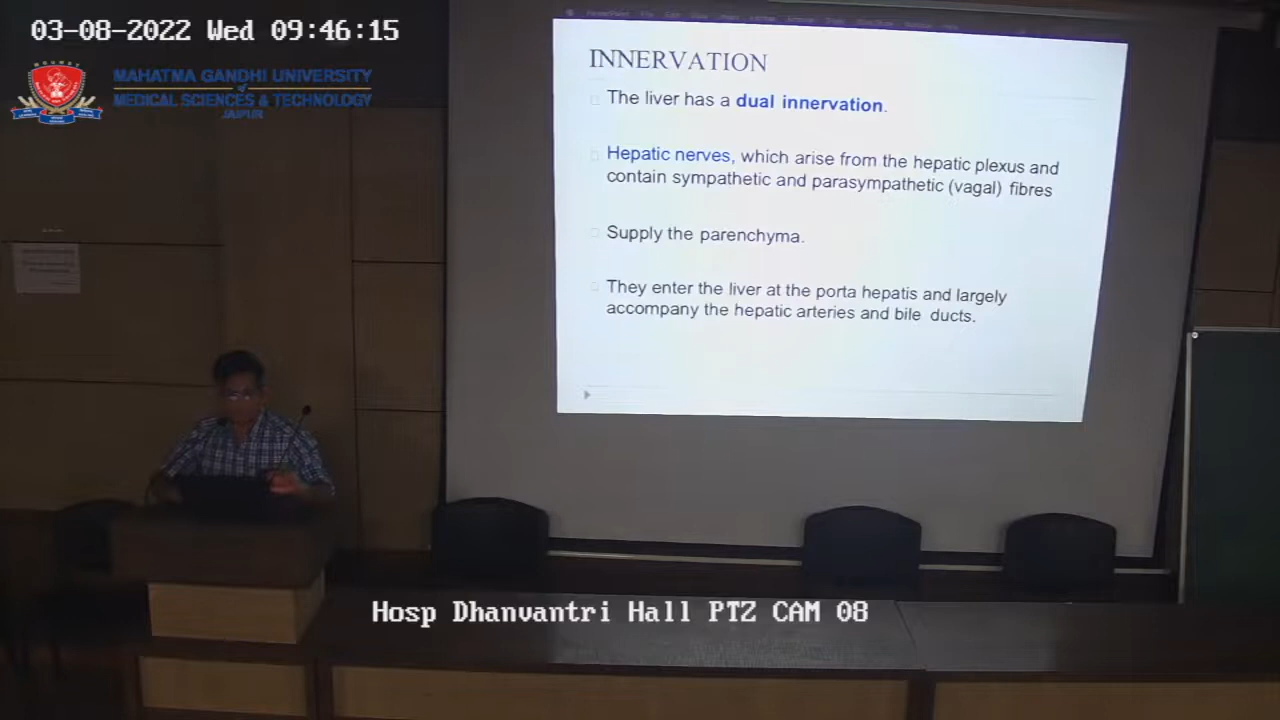 03-08-2022 Wed 09:46:15
MAHATMA GANDHI UNIVERSITY
of
MEDICAL SCIENCES & TECHNOLOGY
JAIPUR
INNERVATION
The liver has a dual innervation.
Hepatic nerves, which arise from the hepatic plexus and
contain sympathetic and parasympathetic (vagal) fibres
Supply the parenchyma.
They enter the liver at the porta hepatis and largely
accompany the hepatic arteries and bile ducts.
Hosp Dhanvantri Hall PTZ CAM 08